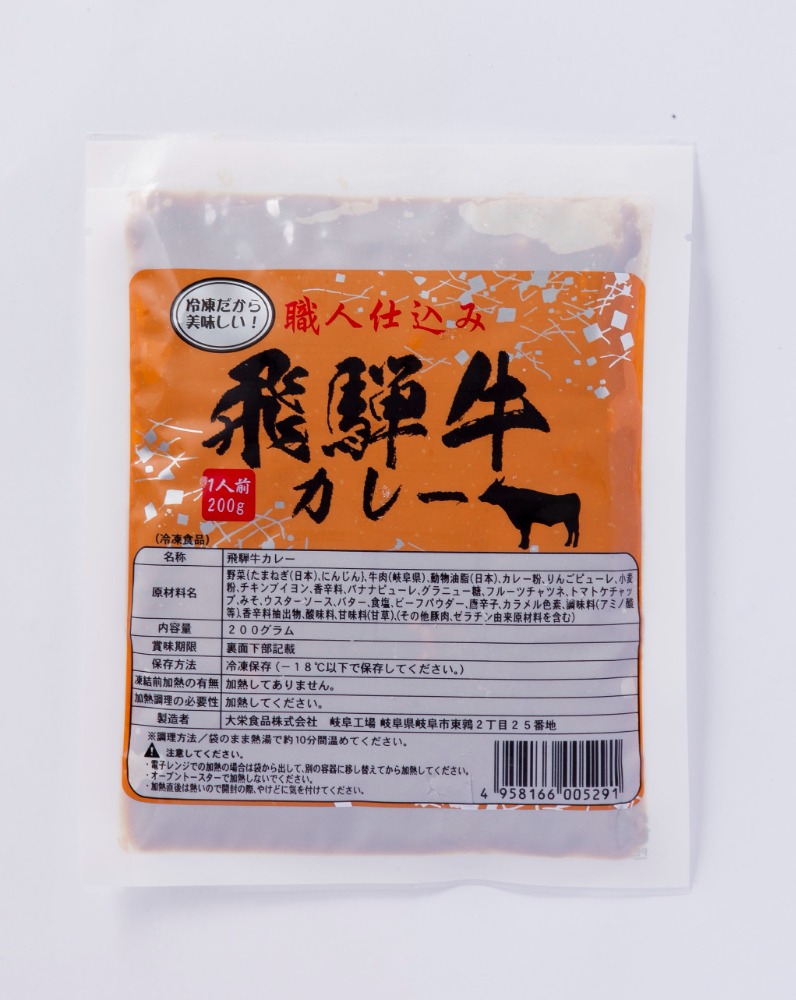 冷凍だから
美味しい！
職人仕込み
飛騨牛
カレー
1人前
200g
(冷凍食品)
名称 飛騨牛カレー
原材料名 野菜(たまねぎ(日本)、にんじん)、牛肉(岐阜県)、動物油脂(日本)、カレー粉、りんごピューレ、小麦
粉、チキンブイヨン、香辛料、バナナピューレ、グラニュー糖、フルーツチャツネ、トマトケチャッ
プ、みそ、ウスターソース、バター、食塩、ビーフパウダー、唐辛子、カラメル色素、調味料(アミノ酸
等)、香辛料抽出物、酸味料、甘味料(甘草)、(その他豚肉、ゼラチン由来原材料を含む)
内容量 200グラム
賞味期限 裏面下部記載
保存方法 冷凍保存(－18℃以下で保存してください。)
凍結前加熱の有無 加熱してありません。
加熱調理の必要性 加熱してください。
製造者 大栄食品株式会社 岐阜工場 岐阜県岐阜市東鶉2丁目25番地
※調理方法／袋のまま熱湯で約10分間温めてください。
注意してください。
・電子レンジでの加熱の場合は袋から出して、別の容器に移し替えてから加熱してください。
・オーブントースターで加熱しないでください。
・加熱直後は熱いので開封の際、やけどに気を付けてください。
4 958166 005291